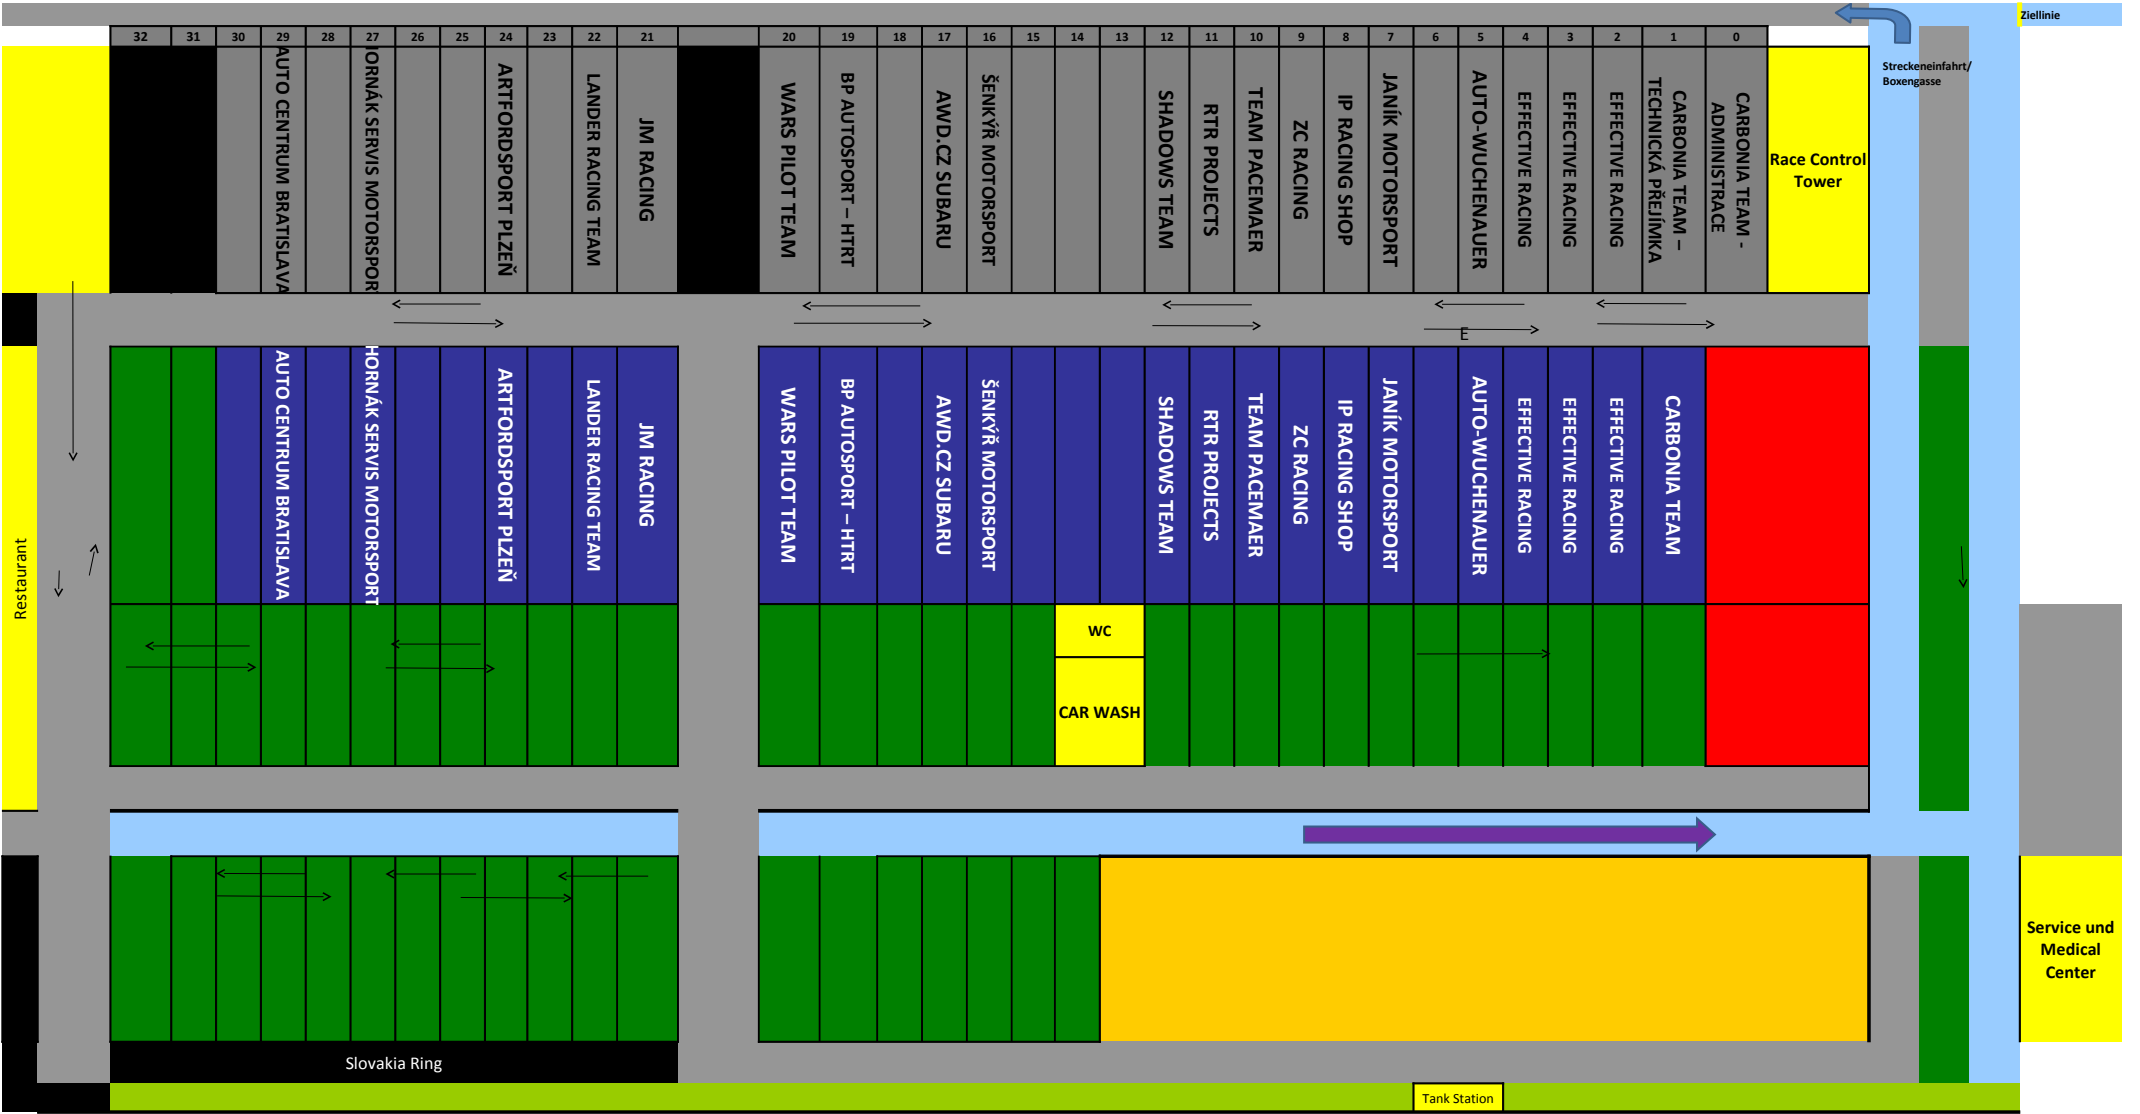 Ziellinie
32 31 30 29 28 27 26 25 24 23 22 21 20 19 18 17 16 15 14 13 12 11 10 9 8 7 6 5 4 3 2 1 0
Streckeneinfahrt/
Boxengasse
AUTO CENTRUM BRATISLAVA
HORNÁK SERVIS MOTORSPORT
ARTFORDSPORT PLZEŇ
LANDER RACING TEAM
JM RACING
WARS PILOT TEAM
BP AUTOSPORT – HTRT
AWD.CZ SUBARU
ŠENKÝŘ MOTORSPORT
SHADOWS TEAM
RTR PROJECTS
TEAM PACEMAER
ZC RACING
IP RACING SHOP
JANÍK MOTORSPORT
AUTO-WUCHENAUER
EFFECTIVE RACING
EFFECTIVE RACING
EFFECTIVE RACING
CARBONIA TEAM –
TECHNICKÁ PŘEJÍMKA
CARBONIA TEAM -
ADMINISTRACE
Race Control
Tower
E
Restaurant
AUTO CENTRUM BRATISLAVA
HORNÁK SERVIS MOTORSPORT
ARTFORDSPORT PLZEŇ
LANDER RACING TEAM
JM RACING
WARS PILOT TEAM
BP AUTOSPORT – HTRT
AWD.CZ SUBARU
ŠENKÝŘ MOTORSPORT
SHADOWS TEAM
RTR PROJECTS
TEAM PACEMAER
ZC RACING
IP RACING SHOP
JANÍK MOTORSPORT
AUTO-WUCHENAUER
EFFECTIVE RACING
EFFECTIVE RACING
EFFECTIVE RACING
CARBONIA TEAM
WC
CAR WASH
Service und
Medical
Center
Slovakia Ring
Tank Station